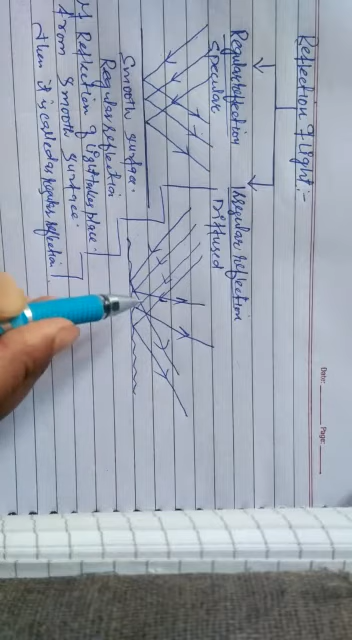 Date: Page:
Reflection of light:-
Regular reflection
Specular
Irregular reflection
Diffused
Smooth surface.
Regular reflection
Reflection of light takes place
from smooth surface.
then it is called as regular reflection.